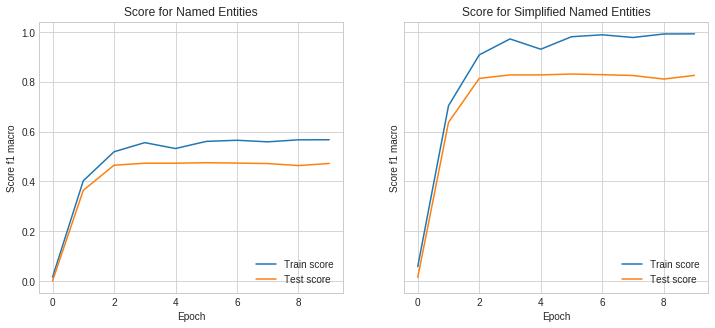 Score for Named Entities
Score f1 macro
1.0
0.8
0.6
0.4
0.2
0.0
0
2
4
6
8
Epoch
Train score
Test score
Score for Simplified Named Entities
Score f1 macro
0
2
4
6
8
Epoch
Train score
Test score